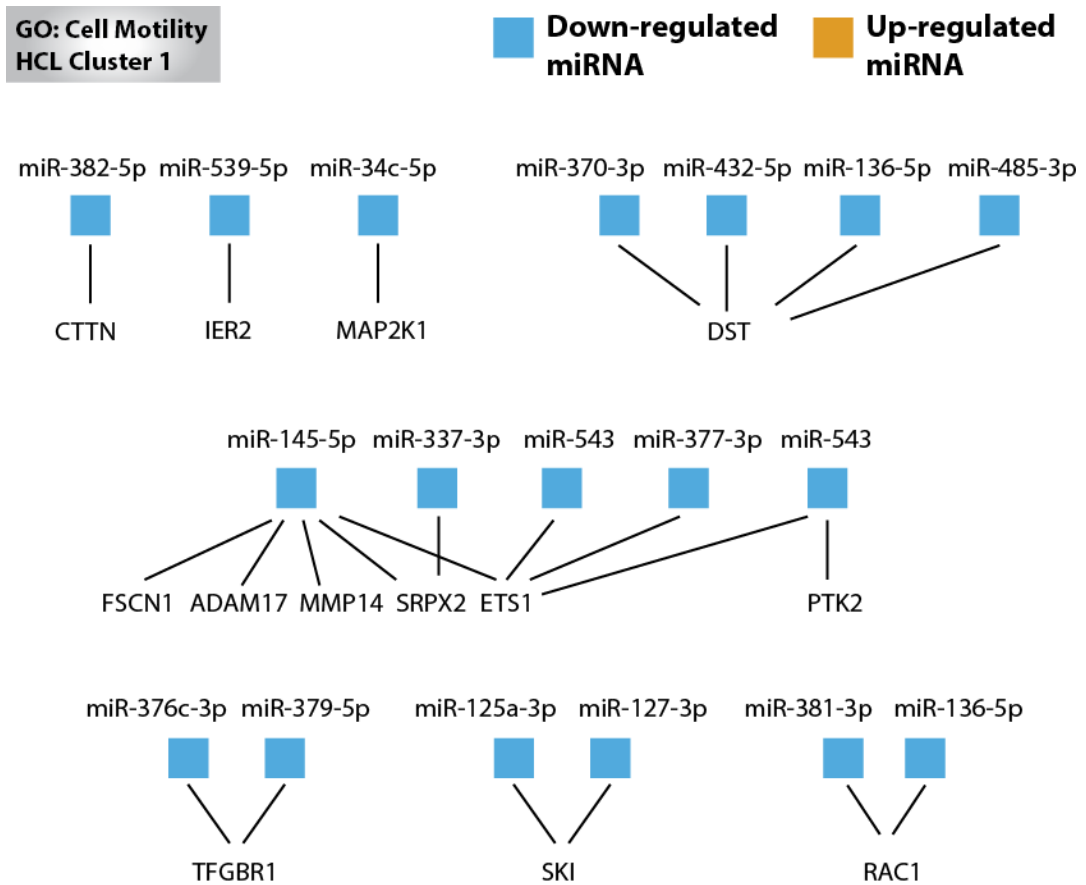 GO: Cell Motility
HCL Cluster 1
Down-regulated
miRNA
Up-regulated
miRNA
miR-382-5p miR-539-5p miR-34c-5p miR-370-3p miR-432-5p miR-136-5p miR-485-3p
CTTN IER2 MAP2K1 DST
miR-145-5p miR-337-3p miR-543 miR-377-3p miR-543
FSCN1 ADAM17 MMP14 SRPX2 ETS1 PTK2
miR-376c-3p miR-379-5p miR-125a-3p miR-127-3p miR-381-3p miR-136-5p
TFGBR1 SKI RAC1